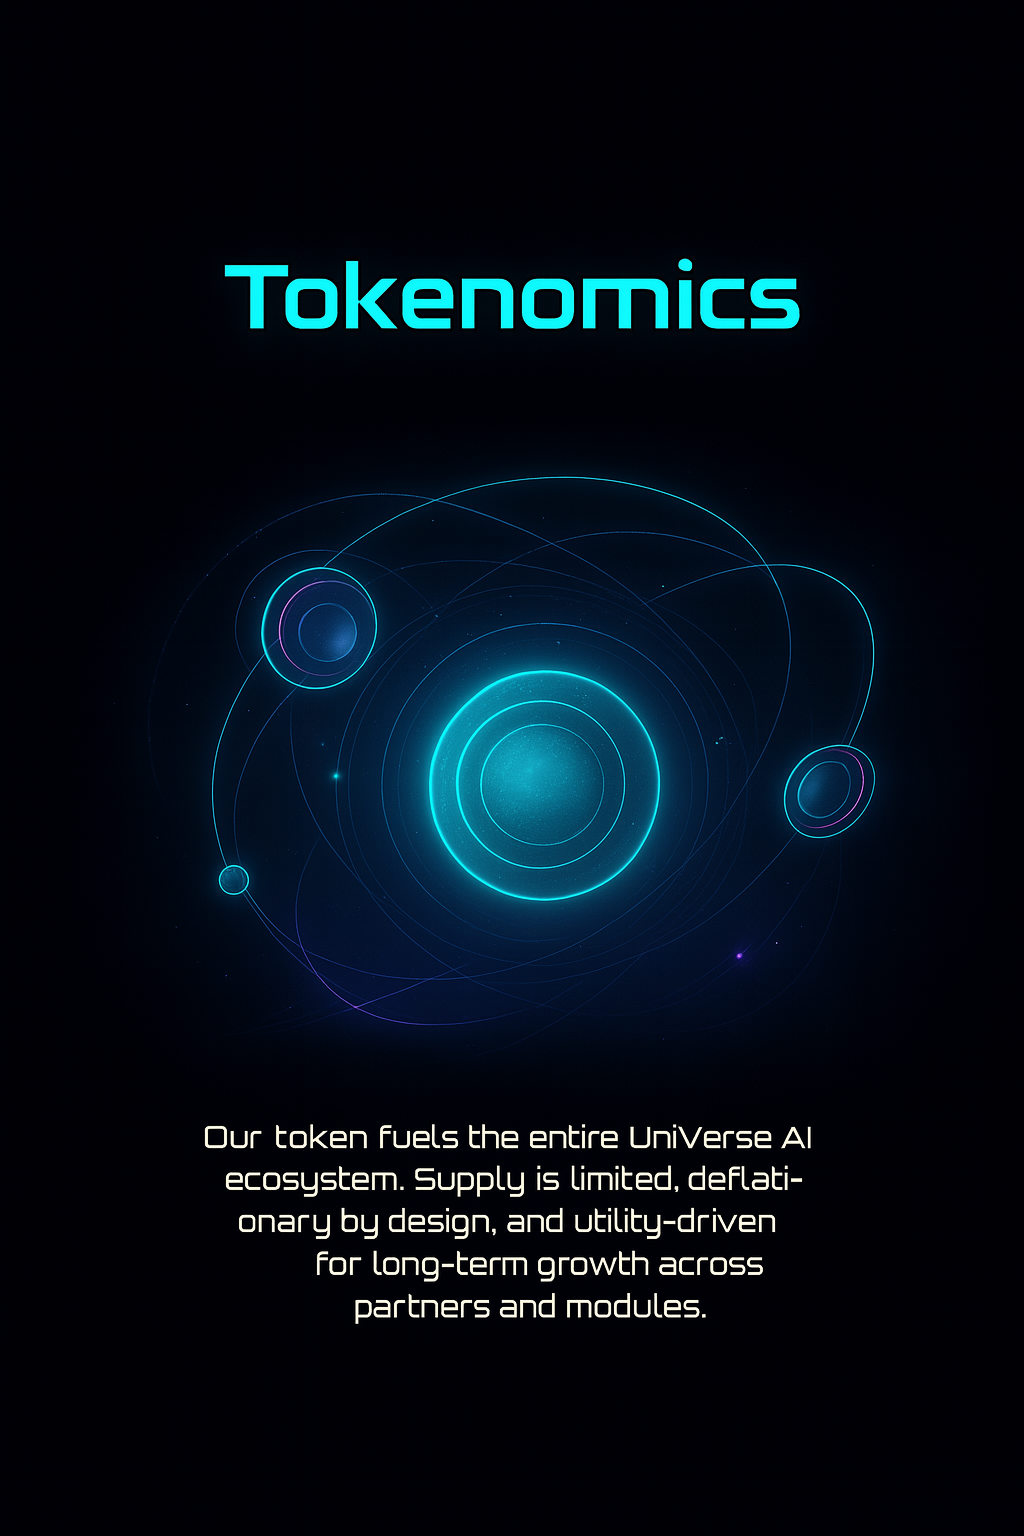 Tokenomics
Our token fuels the entire UniVerse AI
ecosystem. Supply is limited, deflati-
onary by design, and utility-driven
for long-term growth across
partners and modules.